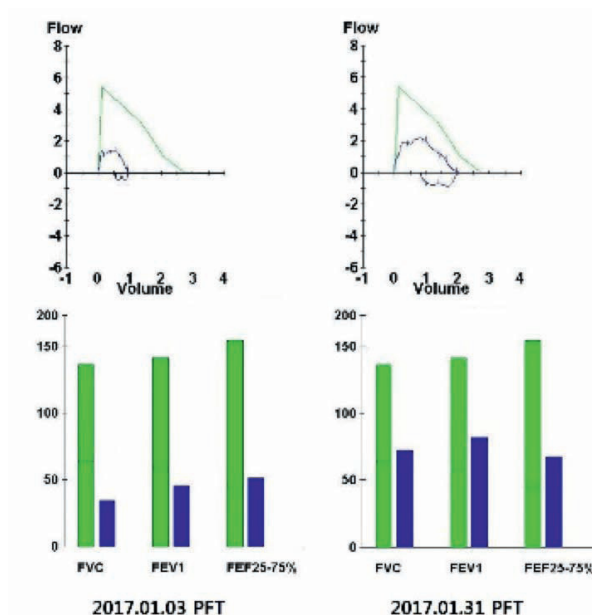 Flow Flow
8 8
6 6
4 4
2 2
0 0
-2 -2
-4 -4
-6 -6
-1 0 1 2 3 4 -1 0 1 2 3 4
Volume Volume
200 200
150 150
100 100
50 50
0 0
FVC FEV1 FEF25-75% FVC FEV1 FEF25-75%
2017.01.03 PFT 2017.01.31 PFT